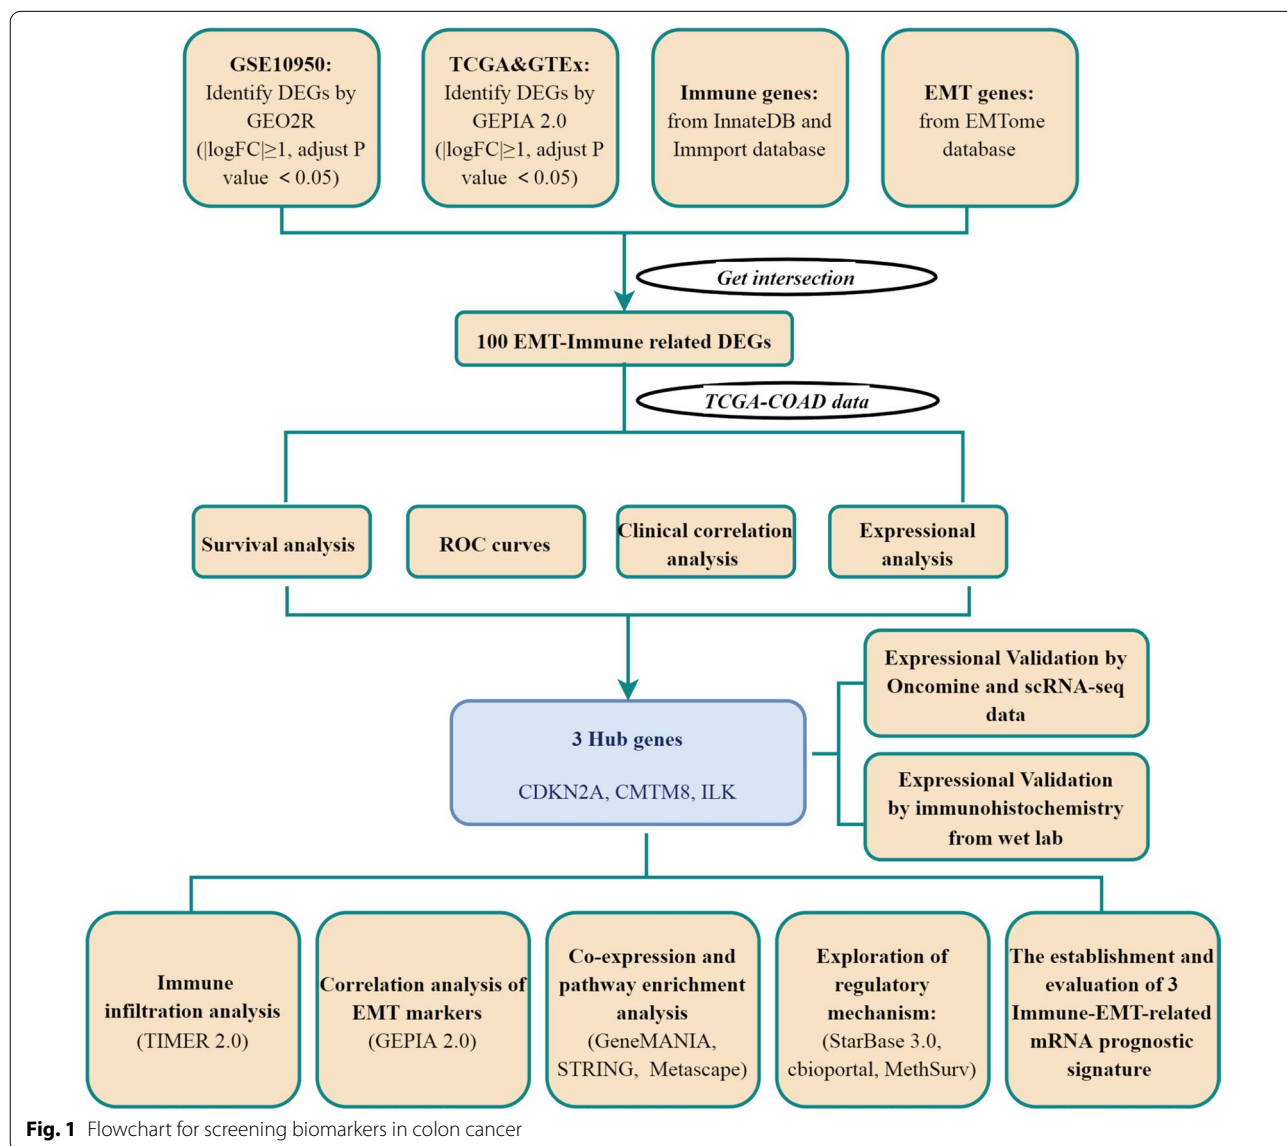 GSE10950:
Identify DEGs by
GEO2R
(|logFC|≥1, adjust P
value < 0.05)
TCGA&GTEx:
Identify DEGs by
GEPIA 2.0
(|logFC|≥1, adjust P
value < 0.05)
Immune genes:
from InnateDB and
Immport database
EMT genes:
from EMTome
database
Get intersection
100 EMT-Immune related DEGs
TCGA-COAD data
Survival analysis
ROC curves
Clinical correlation
analysis
Expressional
analysis
3 Hub genes
CDKN2A, CMTM8, ILK
Expressional Validation by
Oncomine and scRNA-seq
data
Expressional Validation
by immunohistochemistry
from wet lab
Immune
infiltration analysis
(TIMER 2.0)
Correlation analysis of
EMT markers
(GEPIA 2.0)
Co-expression and
pathway enrichment
analysis
(GeneMANIA,
STRING, Metascape)
Exploration of
regulatory
mechanism:
(StarBase 3.0,
cbioportal, MethSurv)
The establishment and
evaluation of 3
Immune-EMT-related
mRNA prognostic
signature
Fig. 1 Flowchart for screening biomarkers in colon cancer